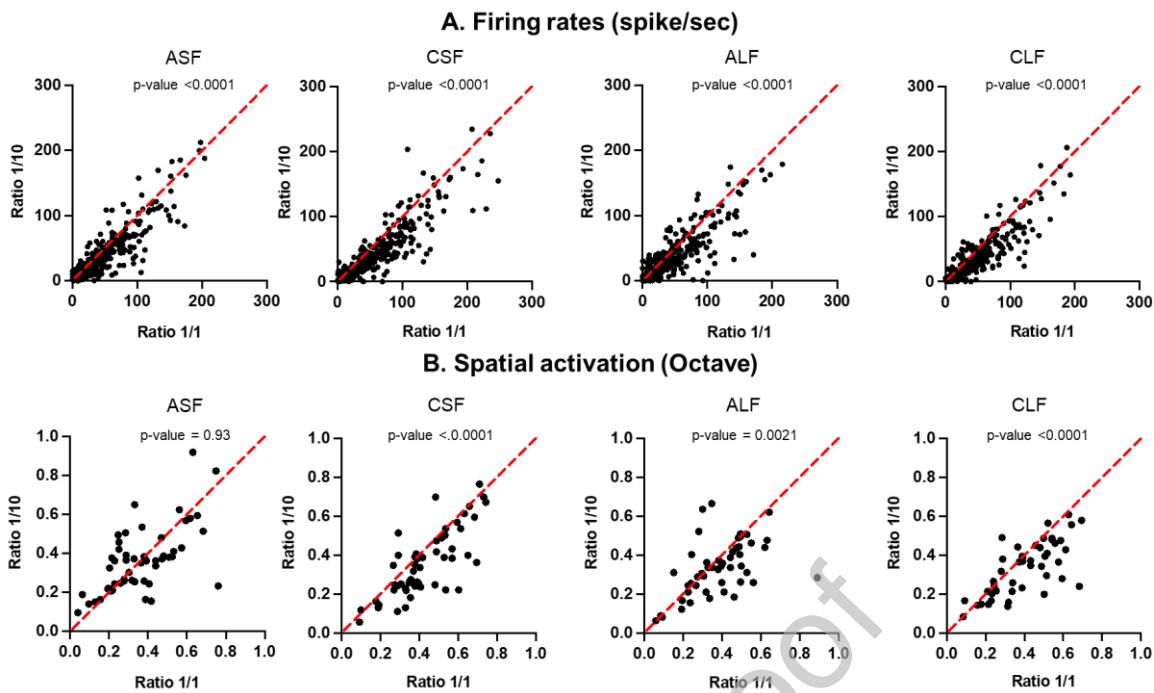 A. Firing rates (spike/sec)
ASF CSF ALF CLF
p-value <0.0001 p-value <0.0001 p-value <0.0001 p-value <0.0001
300 300 300 300
200 200 200 200
100 100 100 100
0 0 0 0
Ratio 1/10 Ratio 1/10 Ratio 1/10 Ratio 1/10
0 100 200 300 0 100 200 300 0 100 200 300 0 100 200 300
Ratio 1/1 Ratio 1/1 Ratio 1/1 Ratio 1/1
B. Spatial activation (Octave)
ASF CSF ALF CLF
p-value = 0.93 p-value <.0.0001 p-value = 0.0021 p-value <0.0001
1.0 1.0 1.0 1.0
0.8 0.8 0.8 0.8
0.6 0.6 0.6 0.6
0.4 0.4 0.4 0.4
0.2 0.2 0.2 0.2
0.0 0.0 0.0 0.0
Ratio 1/10 Ratio 1/10 Ratio 1/10 Ratio 1/10
0.0 0.2 0.4 0.6 0.8 1.0 0.0 0.2 0.4 0.6 0.8 1.0 0.0 0.2 0.4 0.6 0.8 1.0 0.0 0.2 0.4 0.6 0.8 1.0
Ratio 1/1 Ratio 1/1 Ratio 1/1 Ratio 1/1